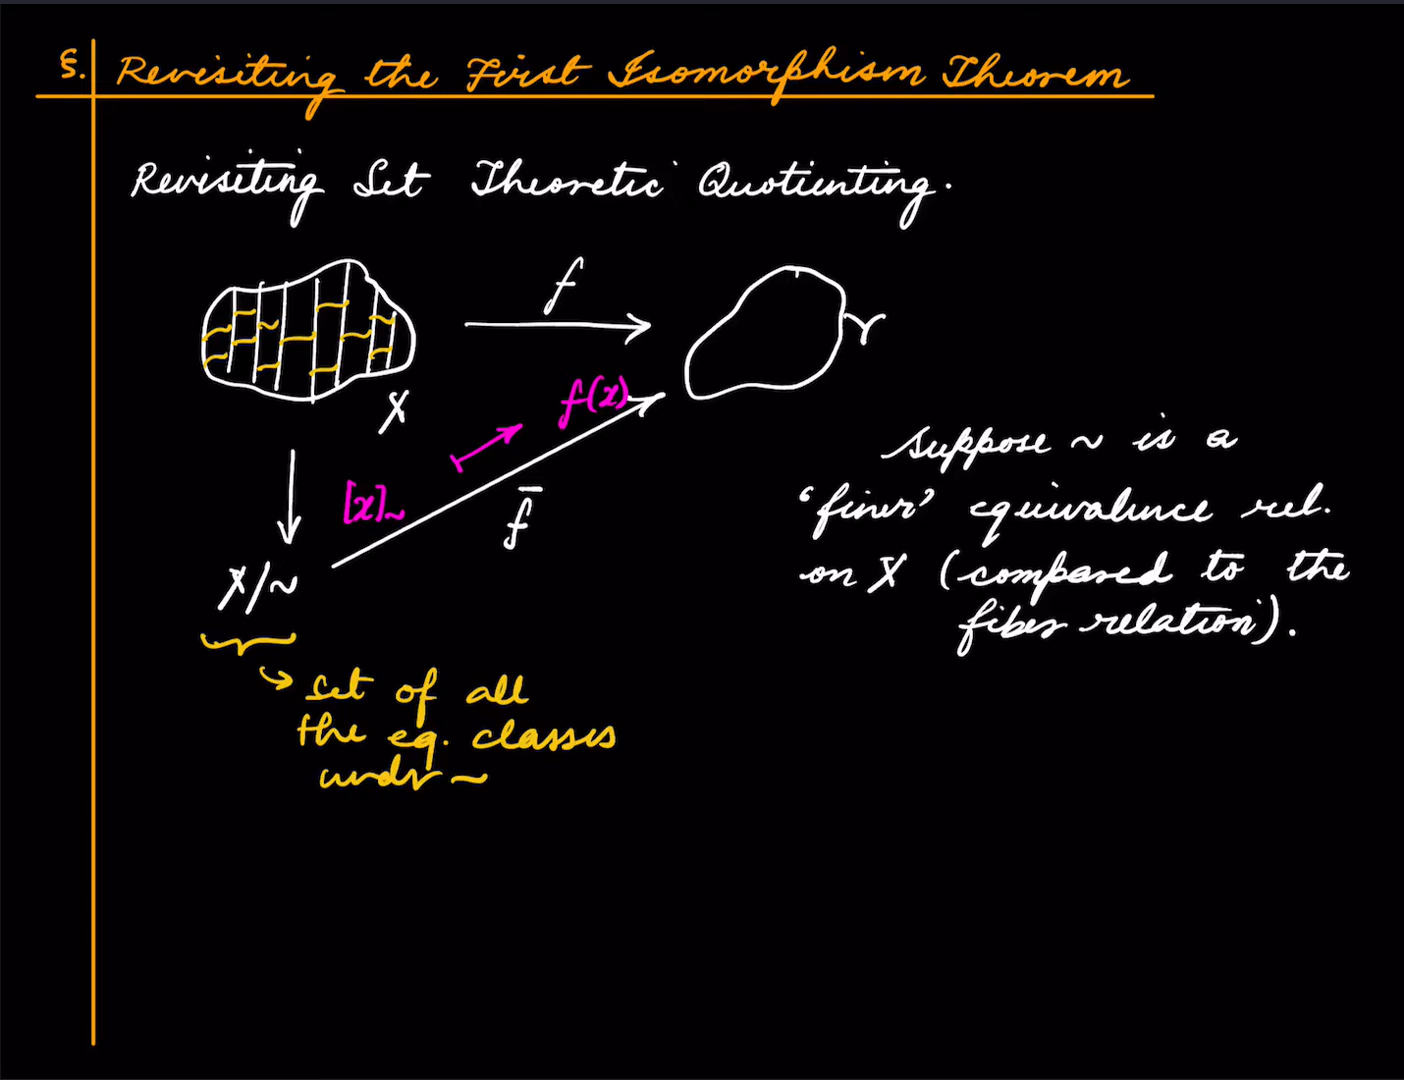 §. Revisiting the First Isomorphism Theorem
Revisiting Set Theoretic Quotienting.
f
Y
X
f(x)
[x]~
f̄
X/~
suppose ~ is a
'finer' equivalence rel.
on X (compared to the
fiber relation).
set of all
the eq. classes
under ~